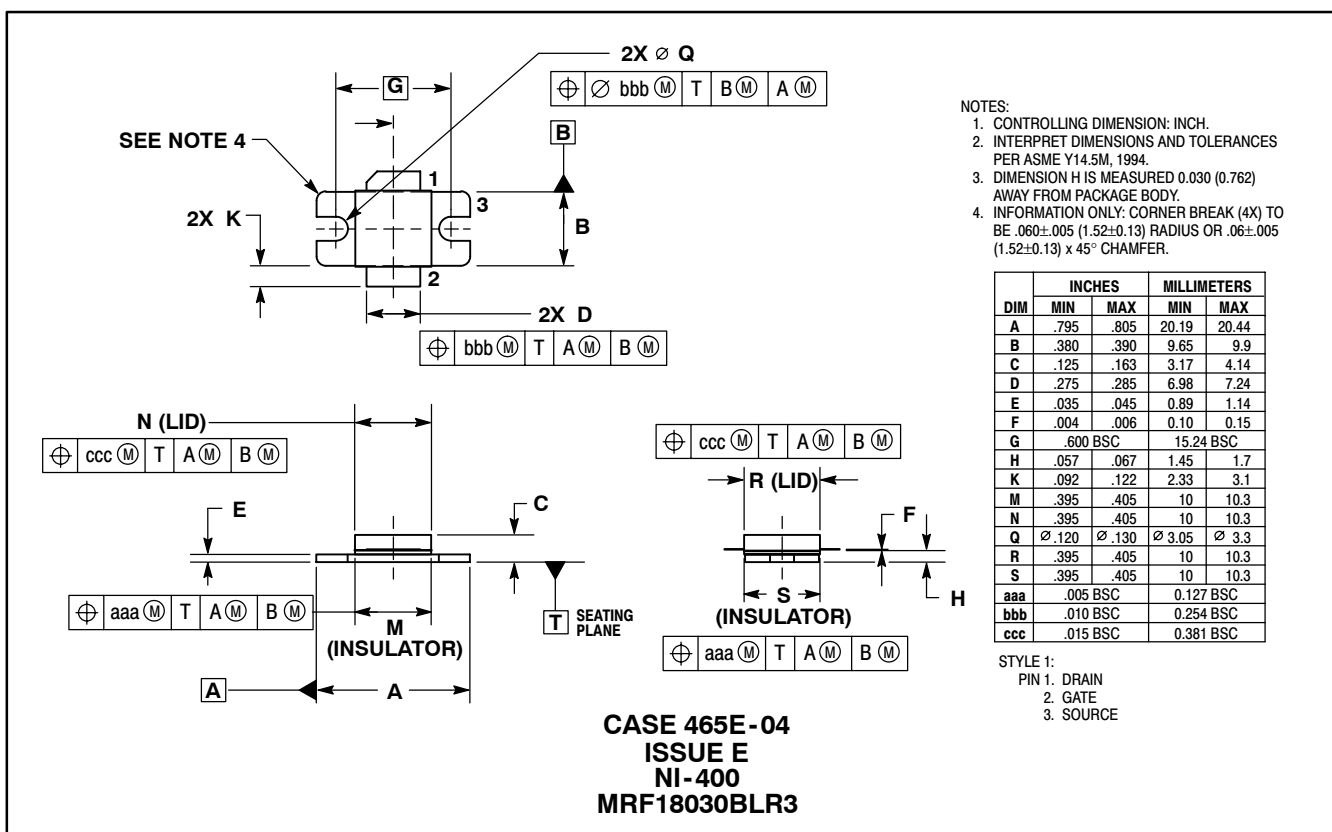 2X ⌀ Q
⌖ ⌀ bbb Ⓜ T B Ⓜ A Ⓜ
G
B
SEE NOTE 4
1
3
2X K
B
2
2X D
⌖ bbb Ⓜ T A Ⓜ B Ⓜ
N (LID)
⌖ ccc Ⓜ T A Ⓜ B Ⓜ
E
C
⌖ aaa Ⓜ T A Ⓜ B Ⓜ
M
(INSULATOR)
T SEATING
PLANE
A
A
⌖ ccc Ⓜ T A Ⓜ B Ⓜ
R (LID)
F
S
(INSULATOR)
H
⌖ aaa Ⓜ T A Ⓜ B Ⓜ
NOTES:
1. CONTROLLING DIMENSION: INCH.
2. INTERPRET DIMENSIONS AND TOLERANCES
PER ASME Y14.5M, 1994.
3. DIMENSION H IS MEASURED 0.030 (0.762)
AWAY FROM PACKAGE BODY.
4. INFORMATION ONLY: CORNER BREAK (4X) TO
BE .060±.005 (1.52±0.13) RADIUS OR .06±.005
(1.52±0.13) x 45° CHAMFER.
INCHES MILLIMETERS
DIM MIN MAX MIN MAX
A .795 .805 20.19 20.44
B .380 .390 9.65 9.9
C .125 .163 3.17 4.14
D .275 .285 6.98 7.24
E .035 .045 0.89 1.14
F .004 .006 0.10 0.15
G .600 BSC 15.24 BSC
H .057 .067 1.45 1.7
K .092 .122 2.33 3.1
M .395 .405 10 10.3
N .395 .405 10 10.3
Q ⌀ .120 ⌀ .130 ⌀ 3.05 ⌀ 3.3
R .395 .405 10 10.3
S .395 .405 10 10.3
aaa .005 BSC 0.127 BSC
bbb .010 BSC 0.254 BSC
ccc .015 BSC 0.381 BSC
STYLE 1:
PIN 1. DRAIN
2. GATE
3. SOURCE
CASE 465E-04
ISSUE E
NI-400
MRF18030BLR3